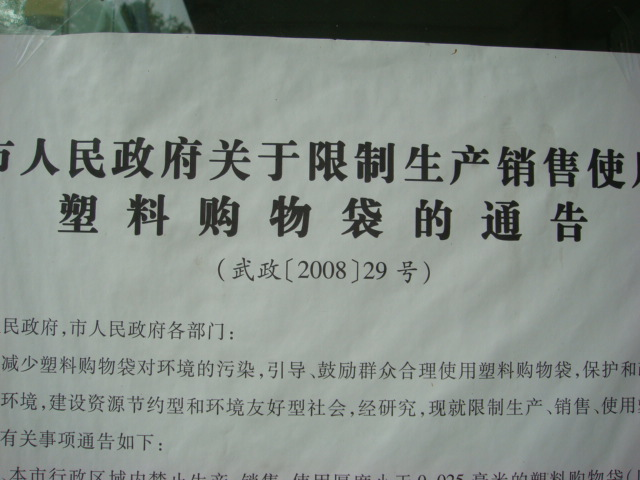 市人民政府关于限制生产销售使用
塑料购物袋的通告
(武政〔2008〕29号)
民政府,市人民政府各部门:
减少塑料购物袋对环境的污染,引导、鼓励群众合理使用塑料购物袋,保护和
环境,建设资源节约型和环境友好型社会,经研究,现就限制生产、销售、使用
有关事项通告如下:
本市行政区域内禁止生产、销售、使用厚度小于0.025毫米的塑料购物袋(